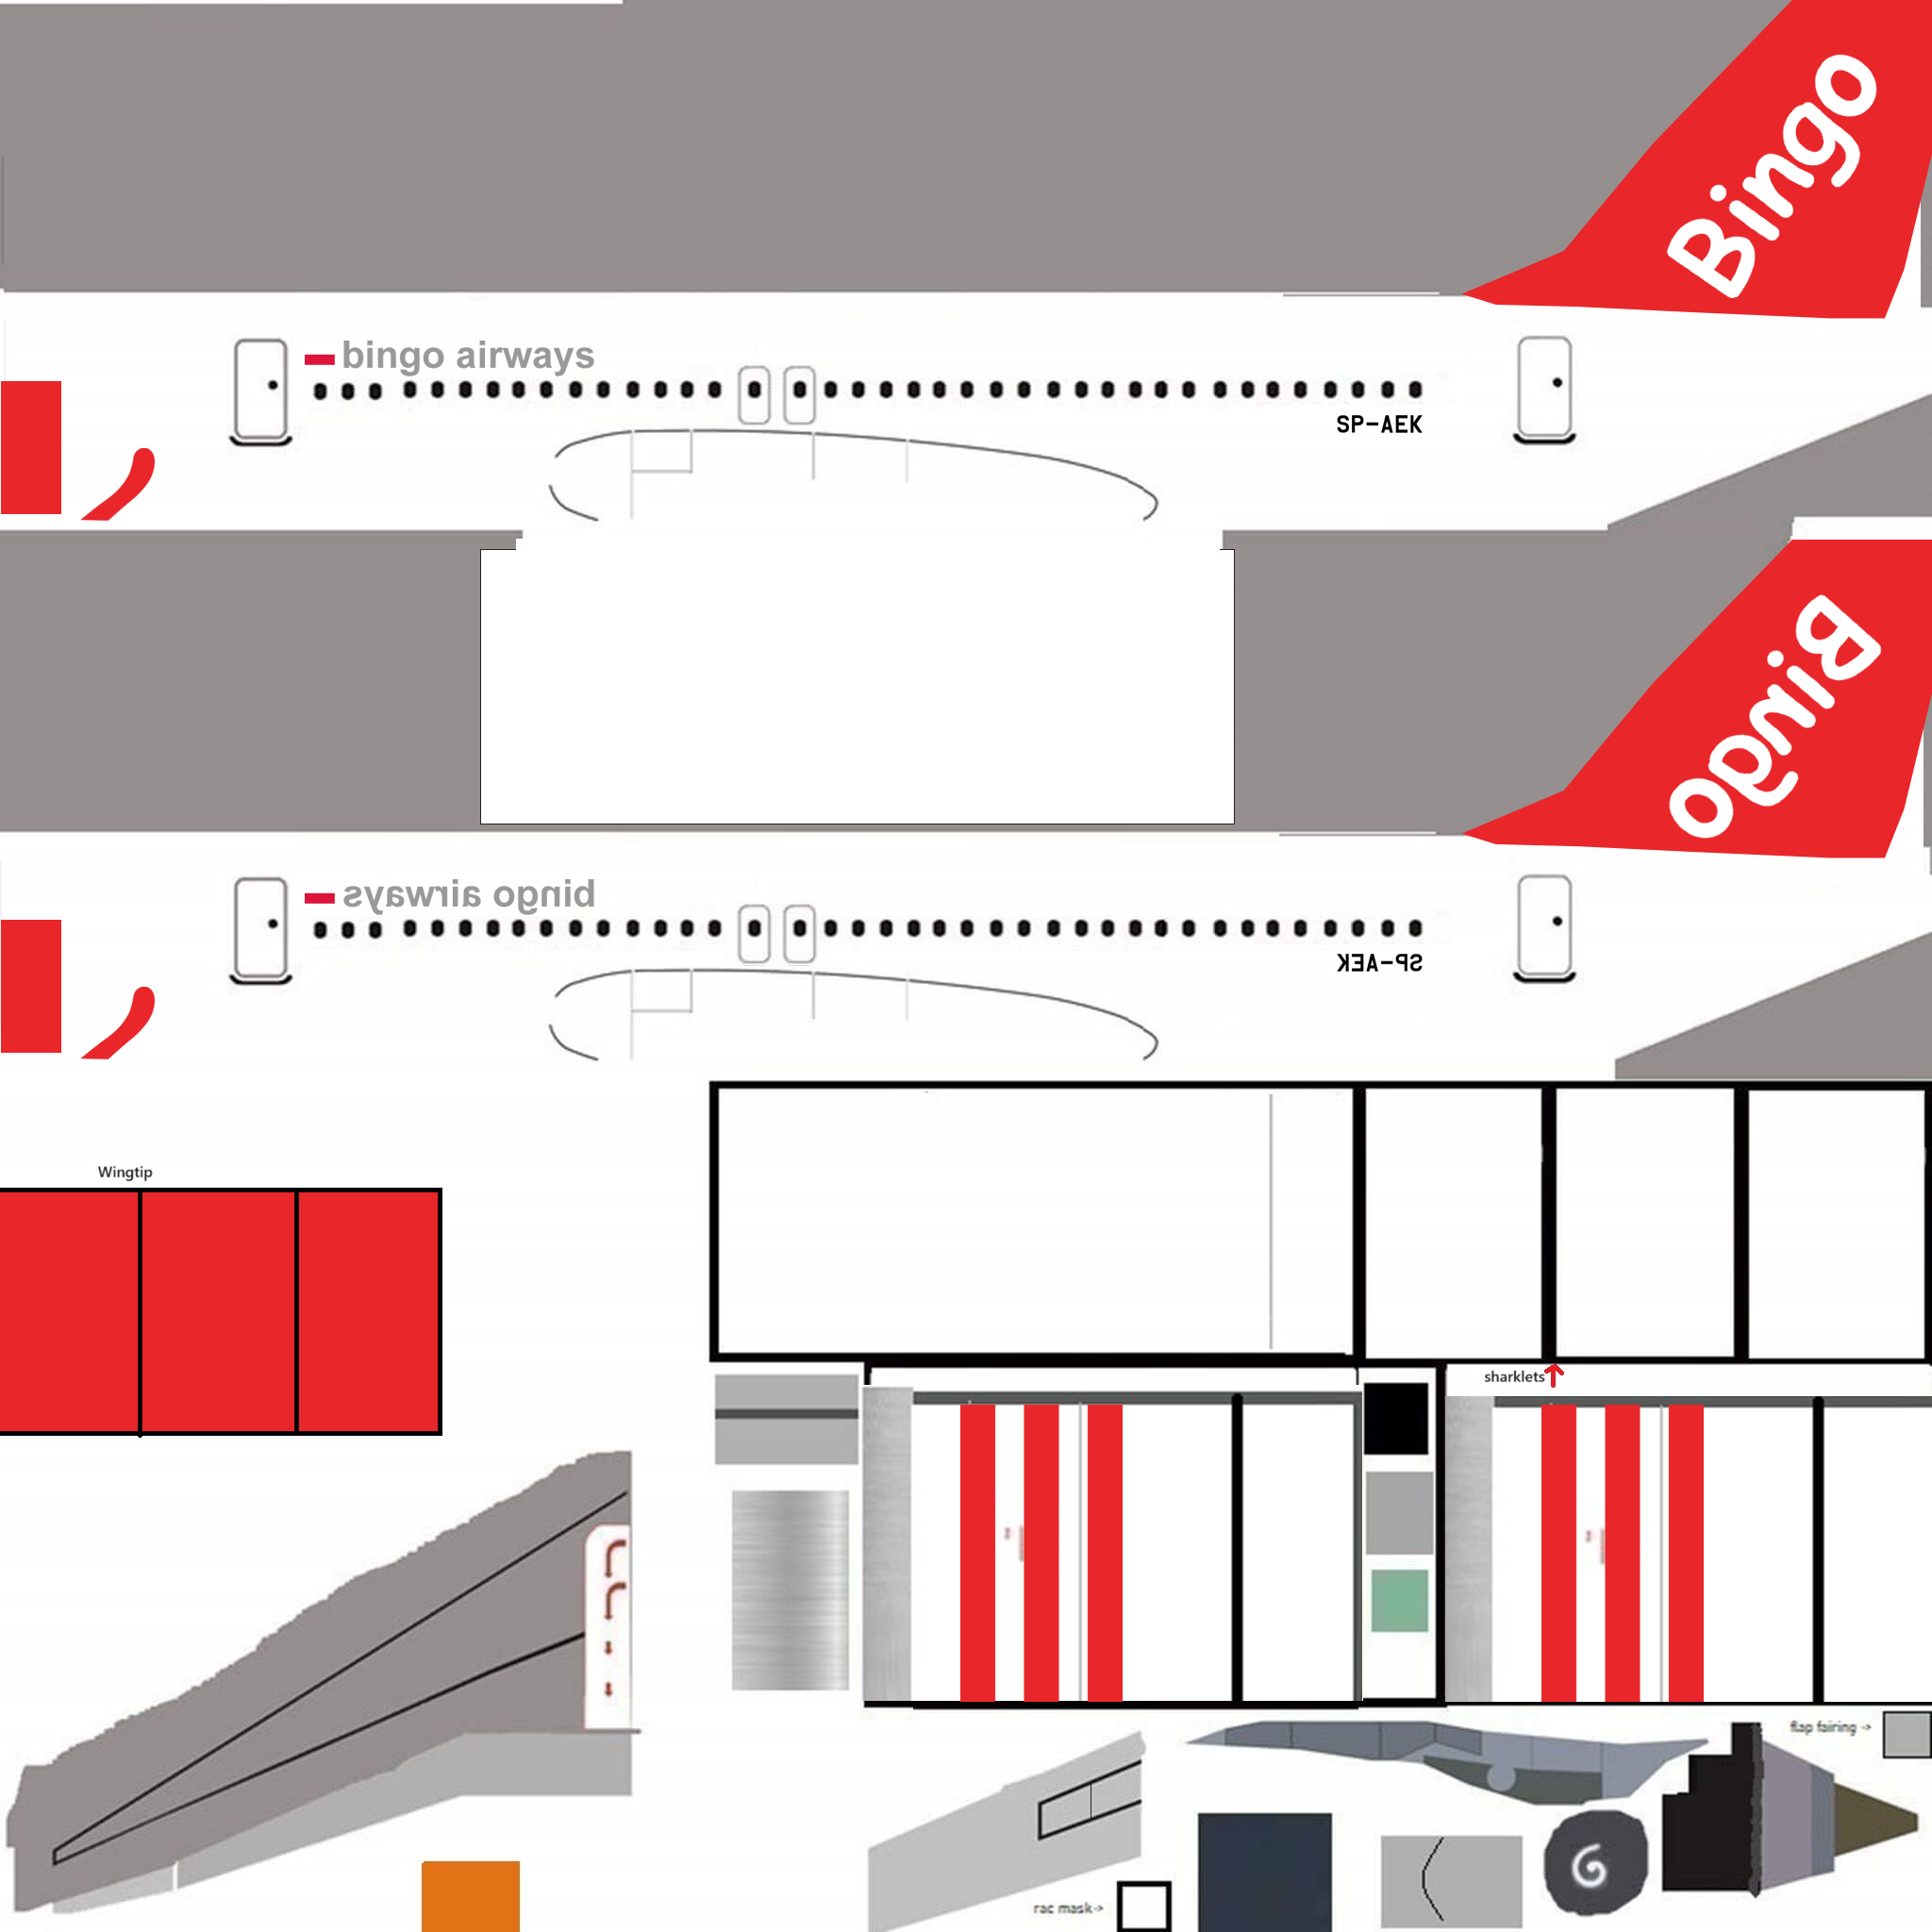 Bingo
bingo airways
SP-AEK
Bingo
bingo airways
SP-AEK
Wingtip
sharklets
flap fairing ->
rac mask->